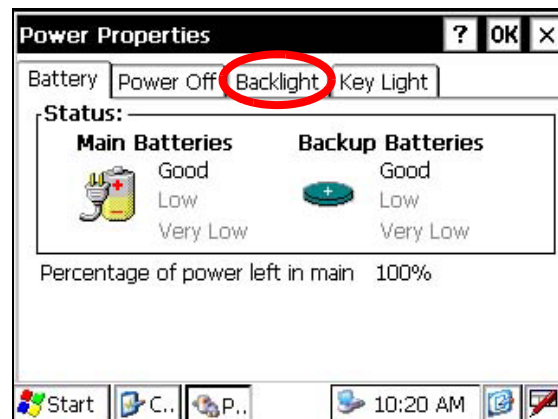 Power Properties ? OK ×
Battery Power Off Backlight Key Light
Status:
Main Batteries Backup Batteries
Good Good
Low Low
Very Low Very Low
Percentage of power left in main 100%
Start C.. P.. 10:20 AM